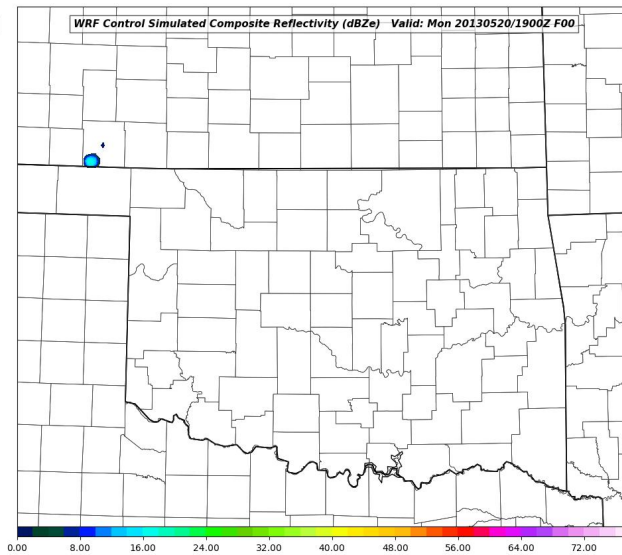 WRF Control Simulated Composite Reflectivity (dBZe)   Valid: Mon 20130520/1900Z F00
0.00 8.00 16.00 24.00 32.00 40.00 48.00 56.00 64.00 72.00